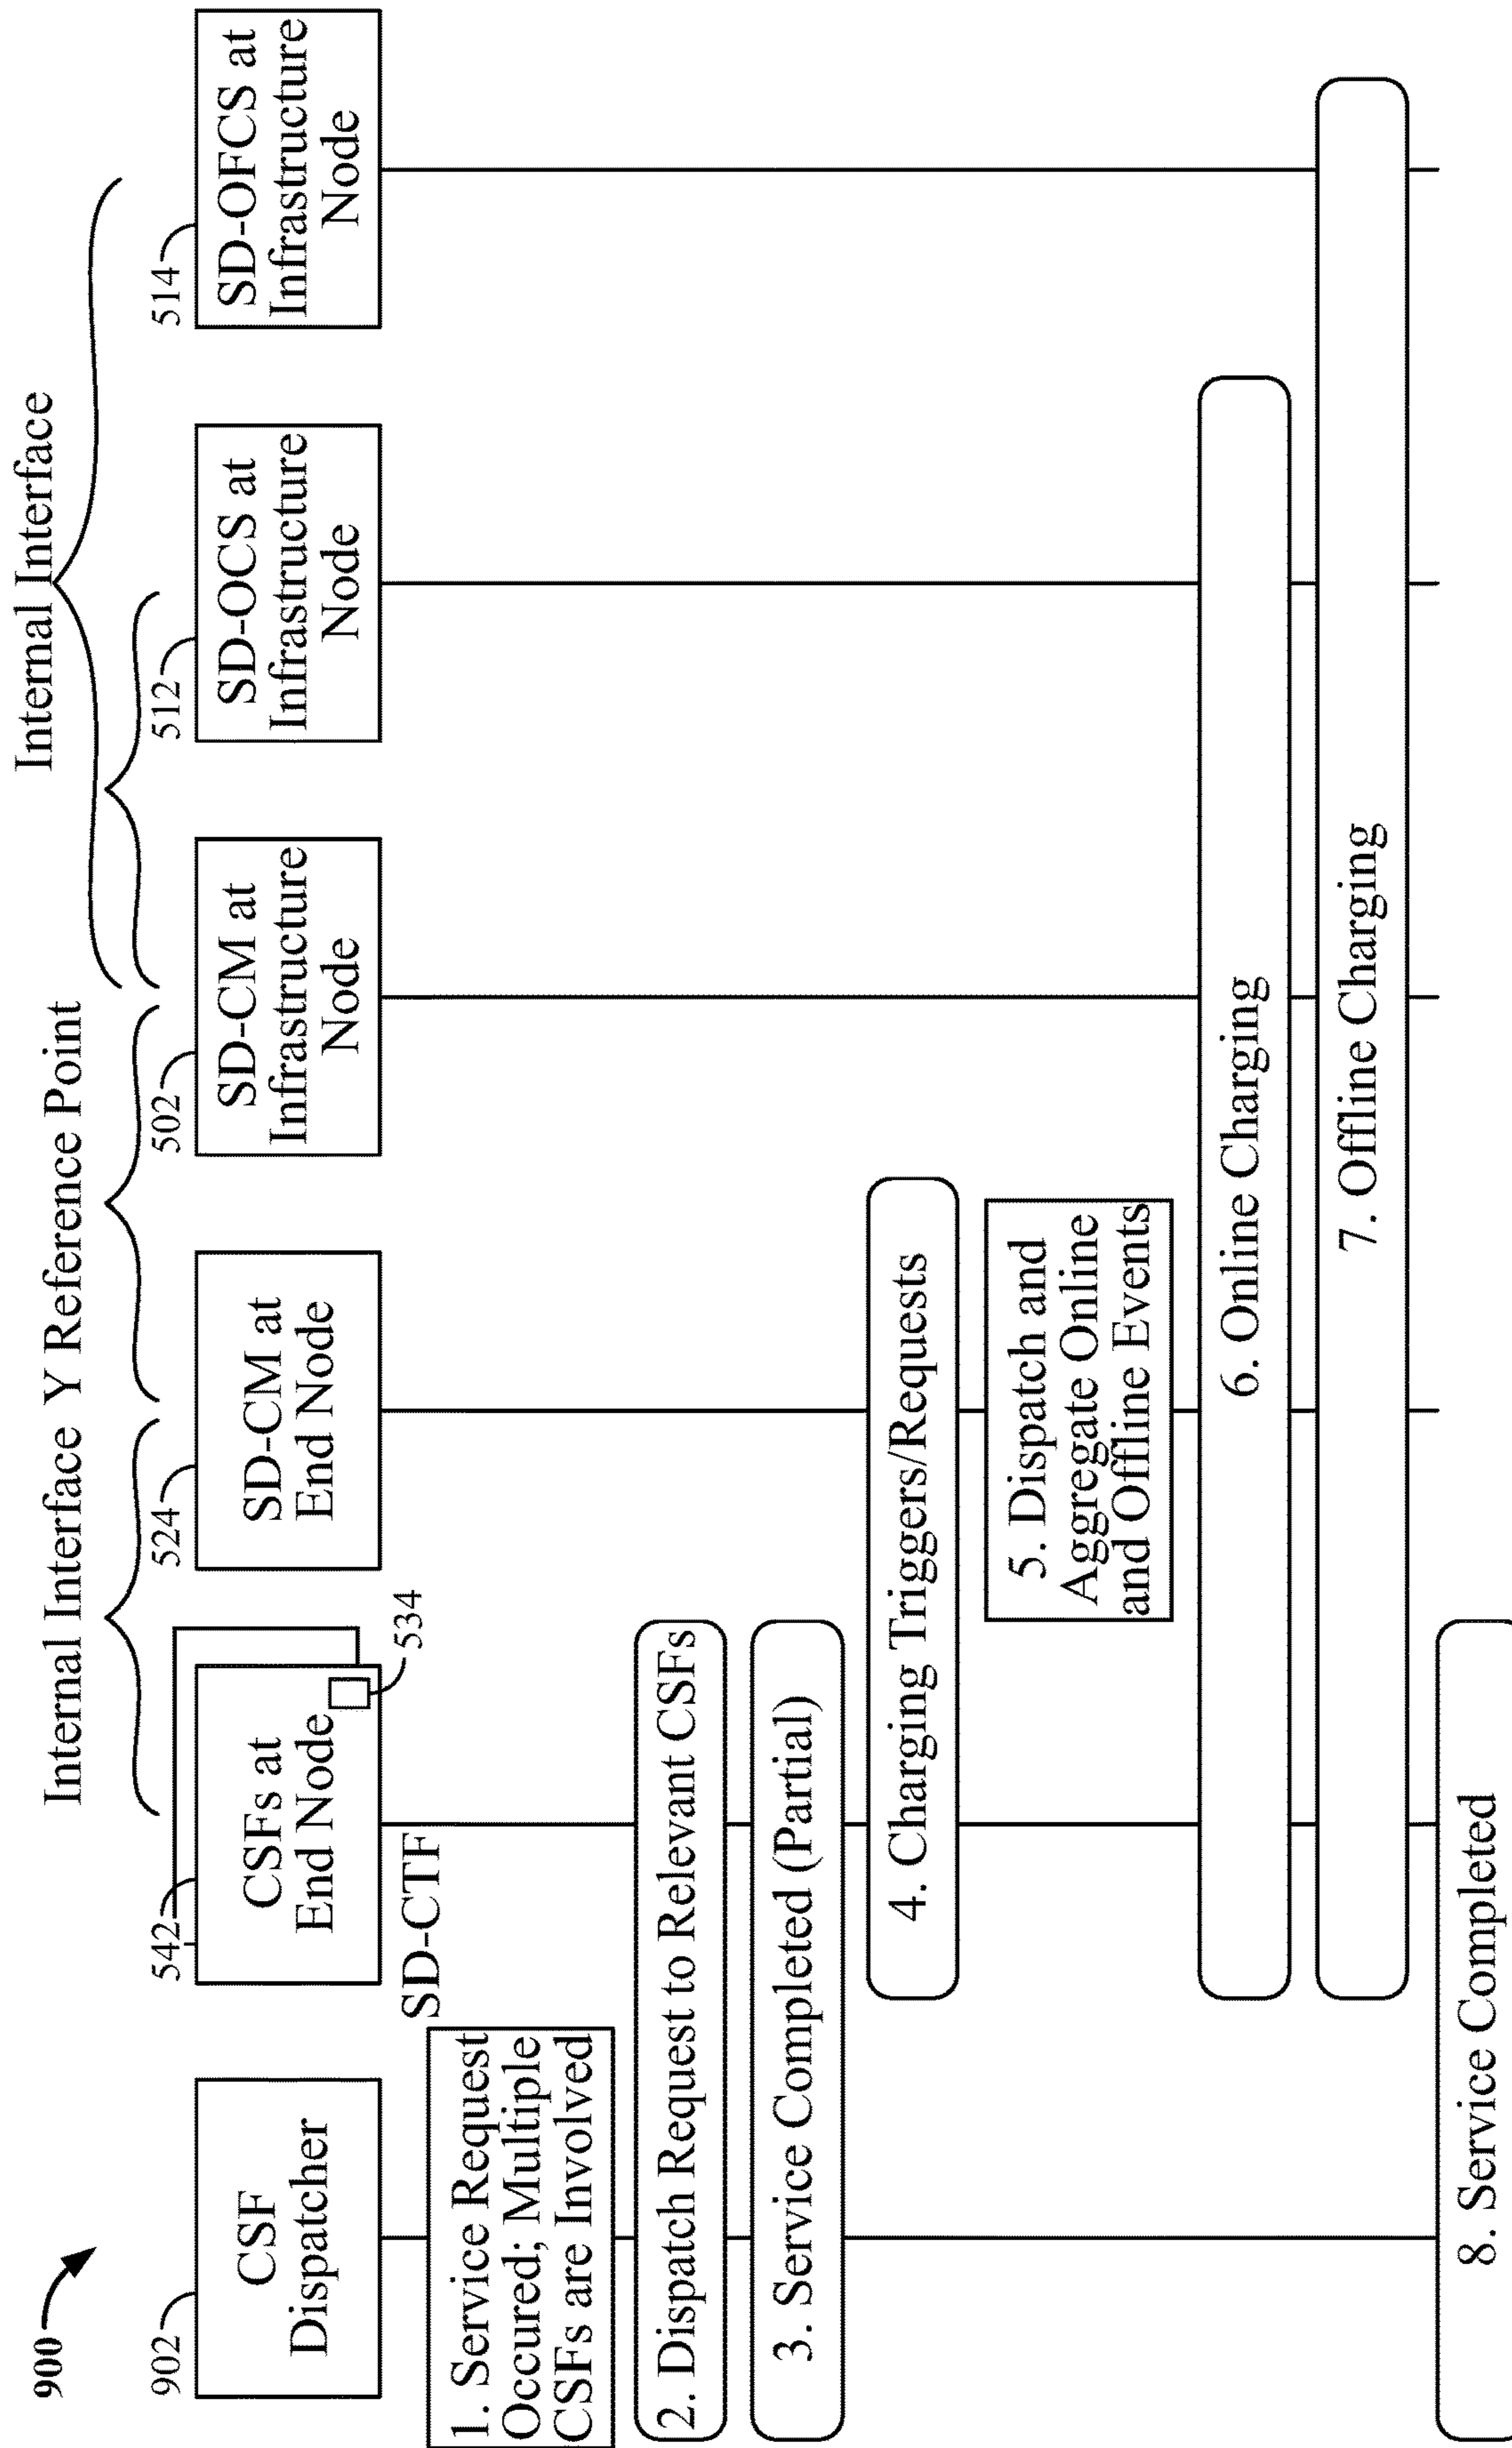 900
Internal Interface
Internal Interface Y Reference Point
902
542
524
502
512
514
CSF
Dispatcher
CSFs at
End Node
534
SD-CM at
End Node
SD-CM at
Infrastructure
Node
SD-OCS at
Infrastructure
Node
SD-OFCS at
Infrastructure
Node
SD-CTF
1. Service Request
Occured; Multiple
CSFs are Involved
2. Dispatch Request to Relevant CSFs
3. Service Completed (Partial)
4. Charging Triggers/Requests
5. Dispatch and
Aggregate Online
and Offline Events
6. Online Charging
7. Offline Charging
8. Service Completed